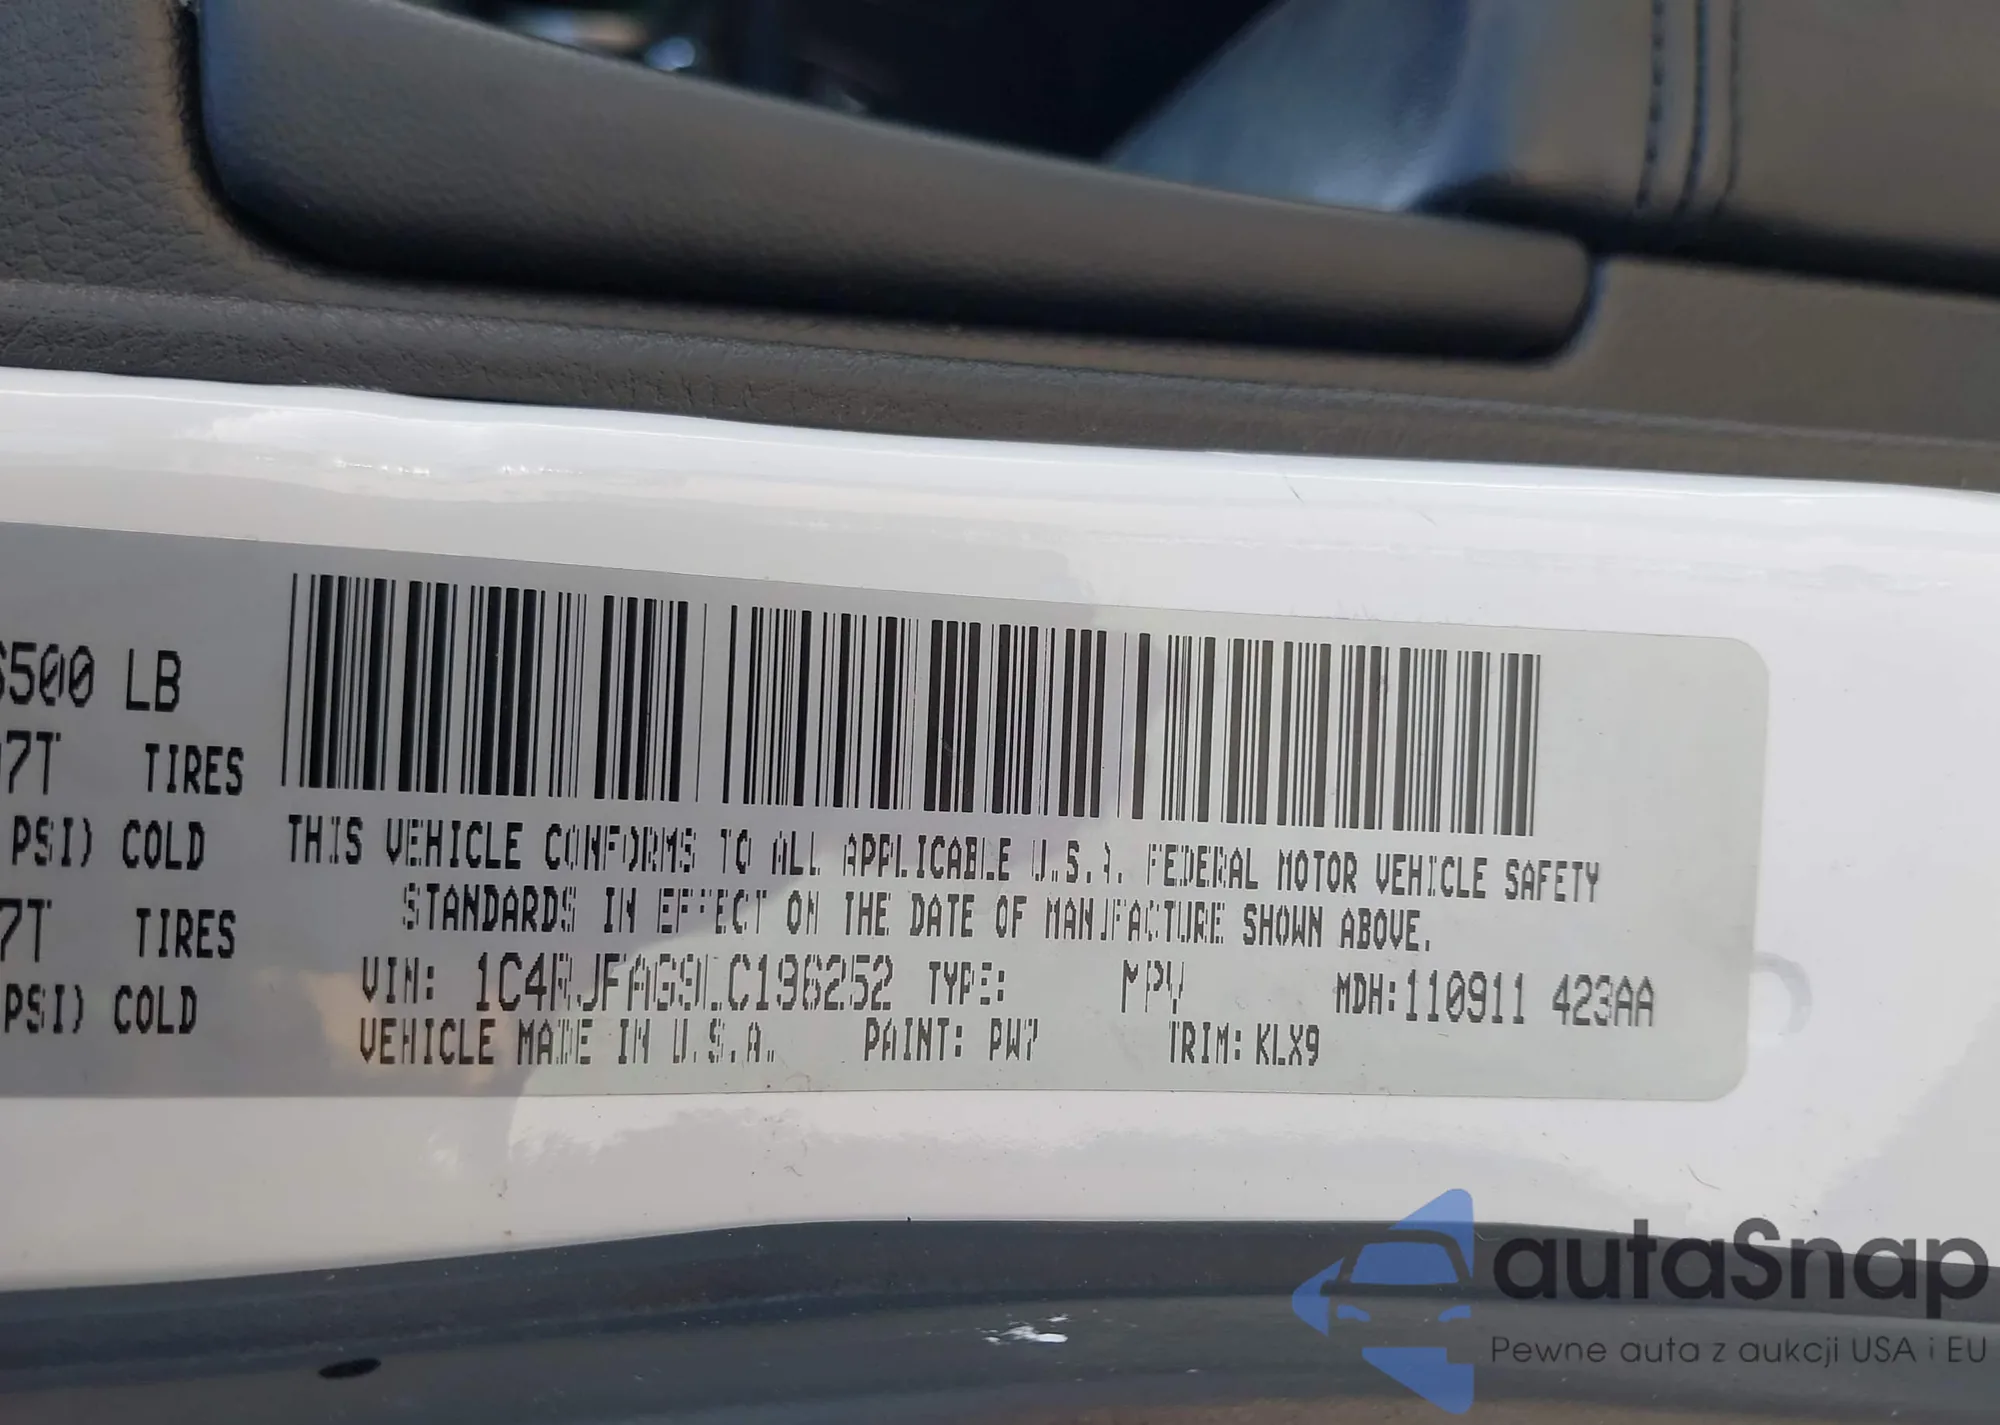 6500 LB
7T TIRES
PSI) COLD
7T TIRES
PSI) COLD
THIS VEHICLE CONFORMS TO ALL APPLICABLE U.S.A. FEDERAL MOTOR VEHICLE SAFETY
STANDARDS IN EFFECT ON THE DATE OF MANUFACTURE SHOWN ABOVE.
VIN: 1C4RJFAG9LC196252 TYPE: MPV MDH:110911 423AA
VEHICLE MADE IN U.S.A. PAINT: PW7 TRIM: KLX9
autaSnap
Pewne auta z aukcji USA i EU